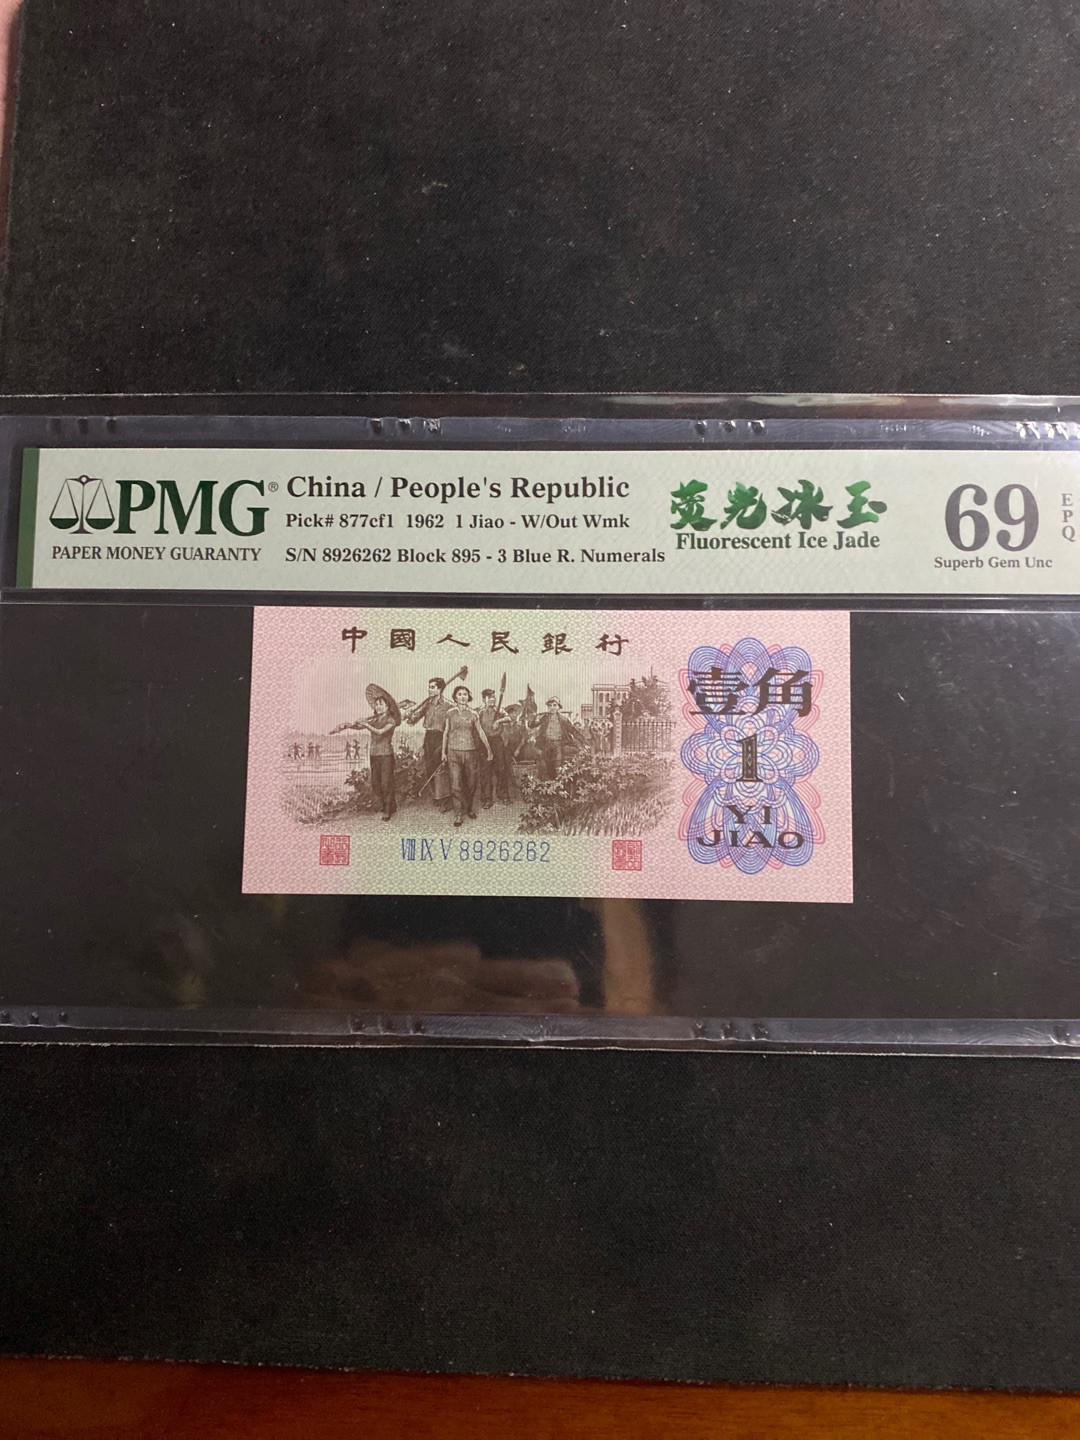 PMG®
PAPER MONEY GUARANTY
China / People's Republic
Pick# 877cf1 1962 1 Jiao - W/Out Wmk
S/N 8926262 Block 895 - 3 Blue R. Numerals
荧光冰玉
Fluorescent Ice Jade
69
Superb Gem Unc
EPQ
中國人民銀行
壹角
1
YI
JIAO
VIII IX V 8926262